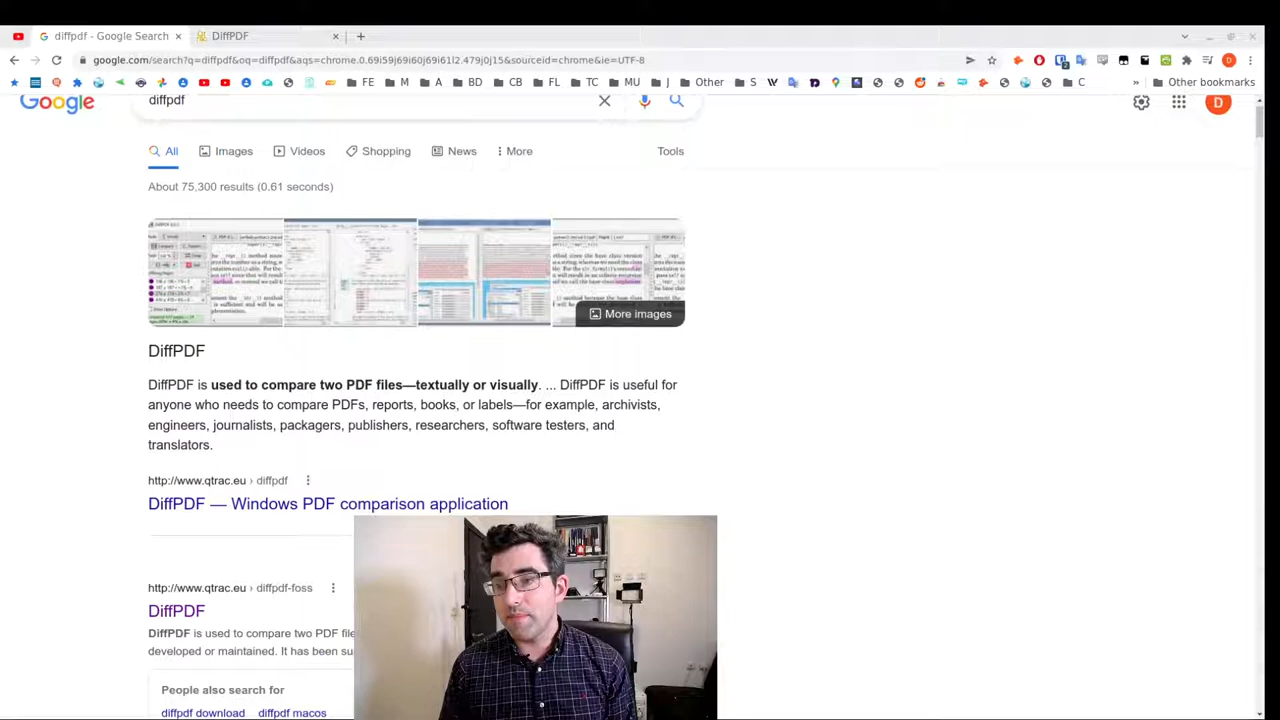 diffpdf - Google Search
DiffPDF
google.com/search?q=diffpdf&oq=diffpdf&aqs=chrome.0.69i59j69i60j69i61l2.479j0j15&sourceid=chrome&ie=UTF-8
FE
M
A
BD
CB
FL
TC
MU
J
Other
S
C
Other bookmarks
Google
diffpdf
D
All Images Videos Shopping News More Tools
About 75,300 results (0.61 seconds)
More images
DiffPDF
DiffPDF is used to compare two PDF files—textually or visually. ... DiffPDF is useful for
anyone who needs to compare PDFs, reports, books, or labels—for example, archivists,
engineers, journalists, packagers, publishers, researchers, software testers, and
translators.
http://www.qtrac.eu › diffpdf
DiffPDF — Windows PDF comparison application
http://www.qtrac.eu › diffpdf-foss
DiffPDF
DiffPDF is used to compare two PDF file
developed or maintained. It has been su
People also search for
diffpdf download diffpdf macos